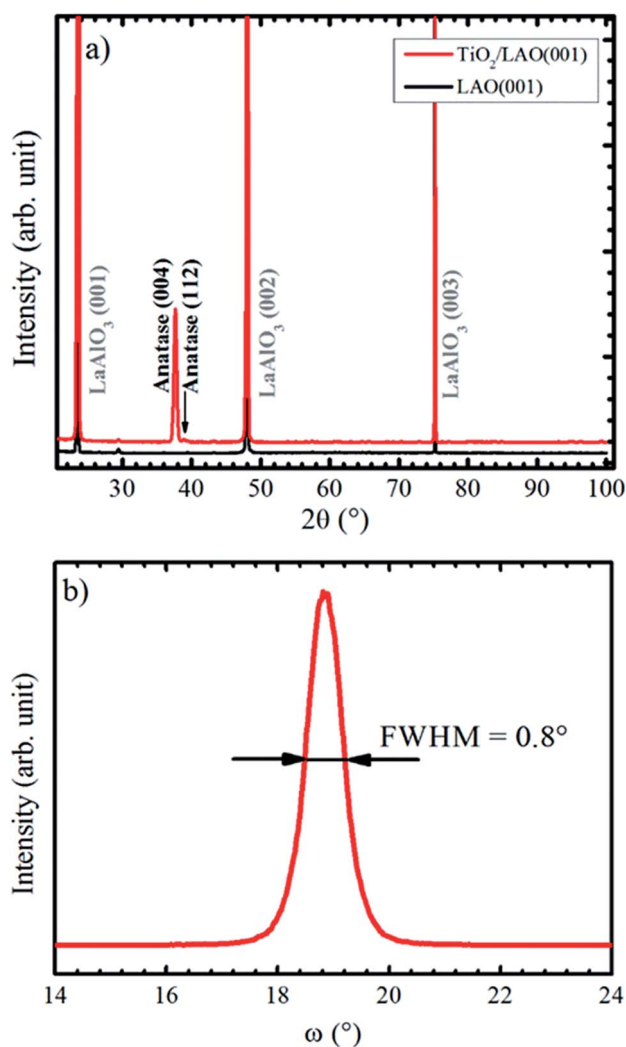 a)
TiO2/LAO(001)
LAO(001)
Intensity (arb. unit)
LaAlO3 (001)
Anatase (004)
Anatase (112)
LaAlO3 (002)
LaAlO3 (003)
30 40 50 60 70 80 90 100
2θ (°)
b)
Intensity (arb. unit)
FWHM = 0.8°
14 16 18 20 22 24
ω (°)